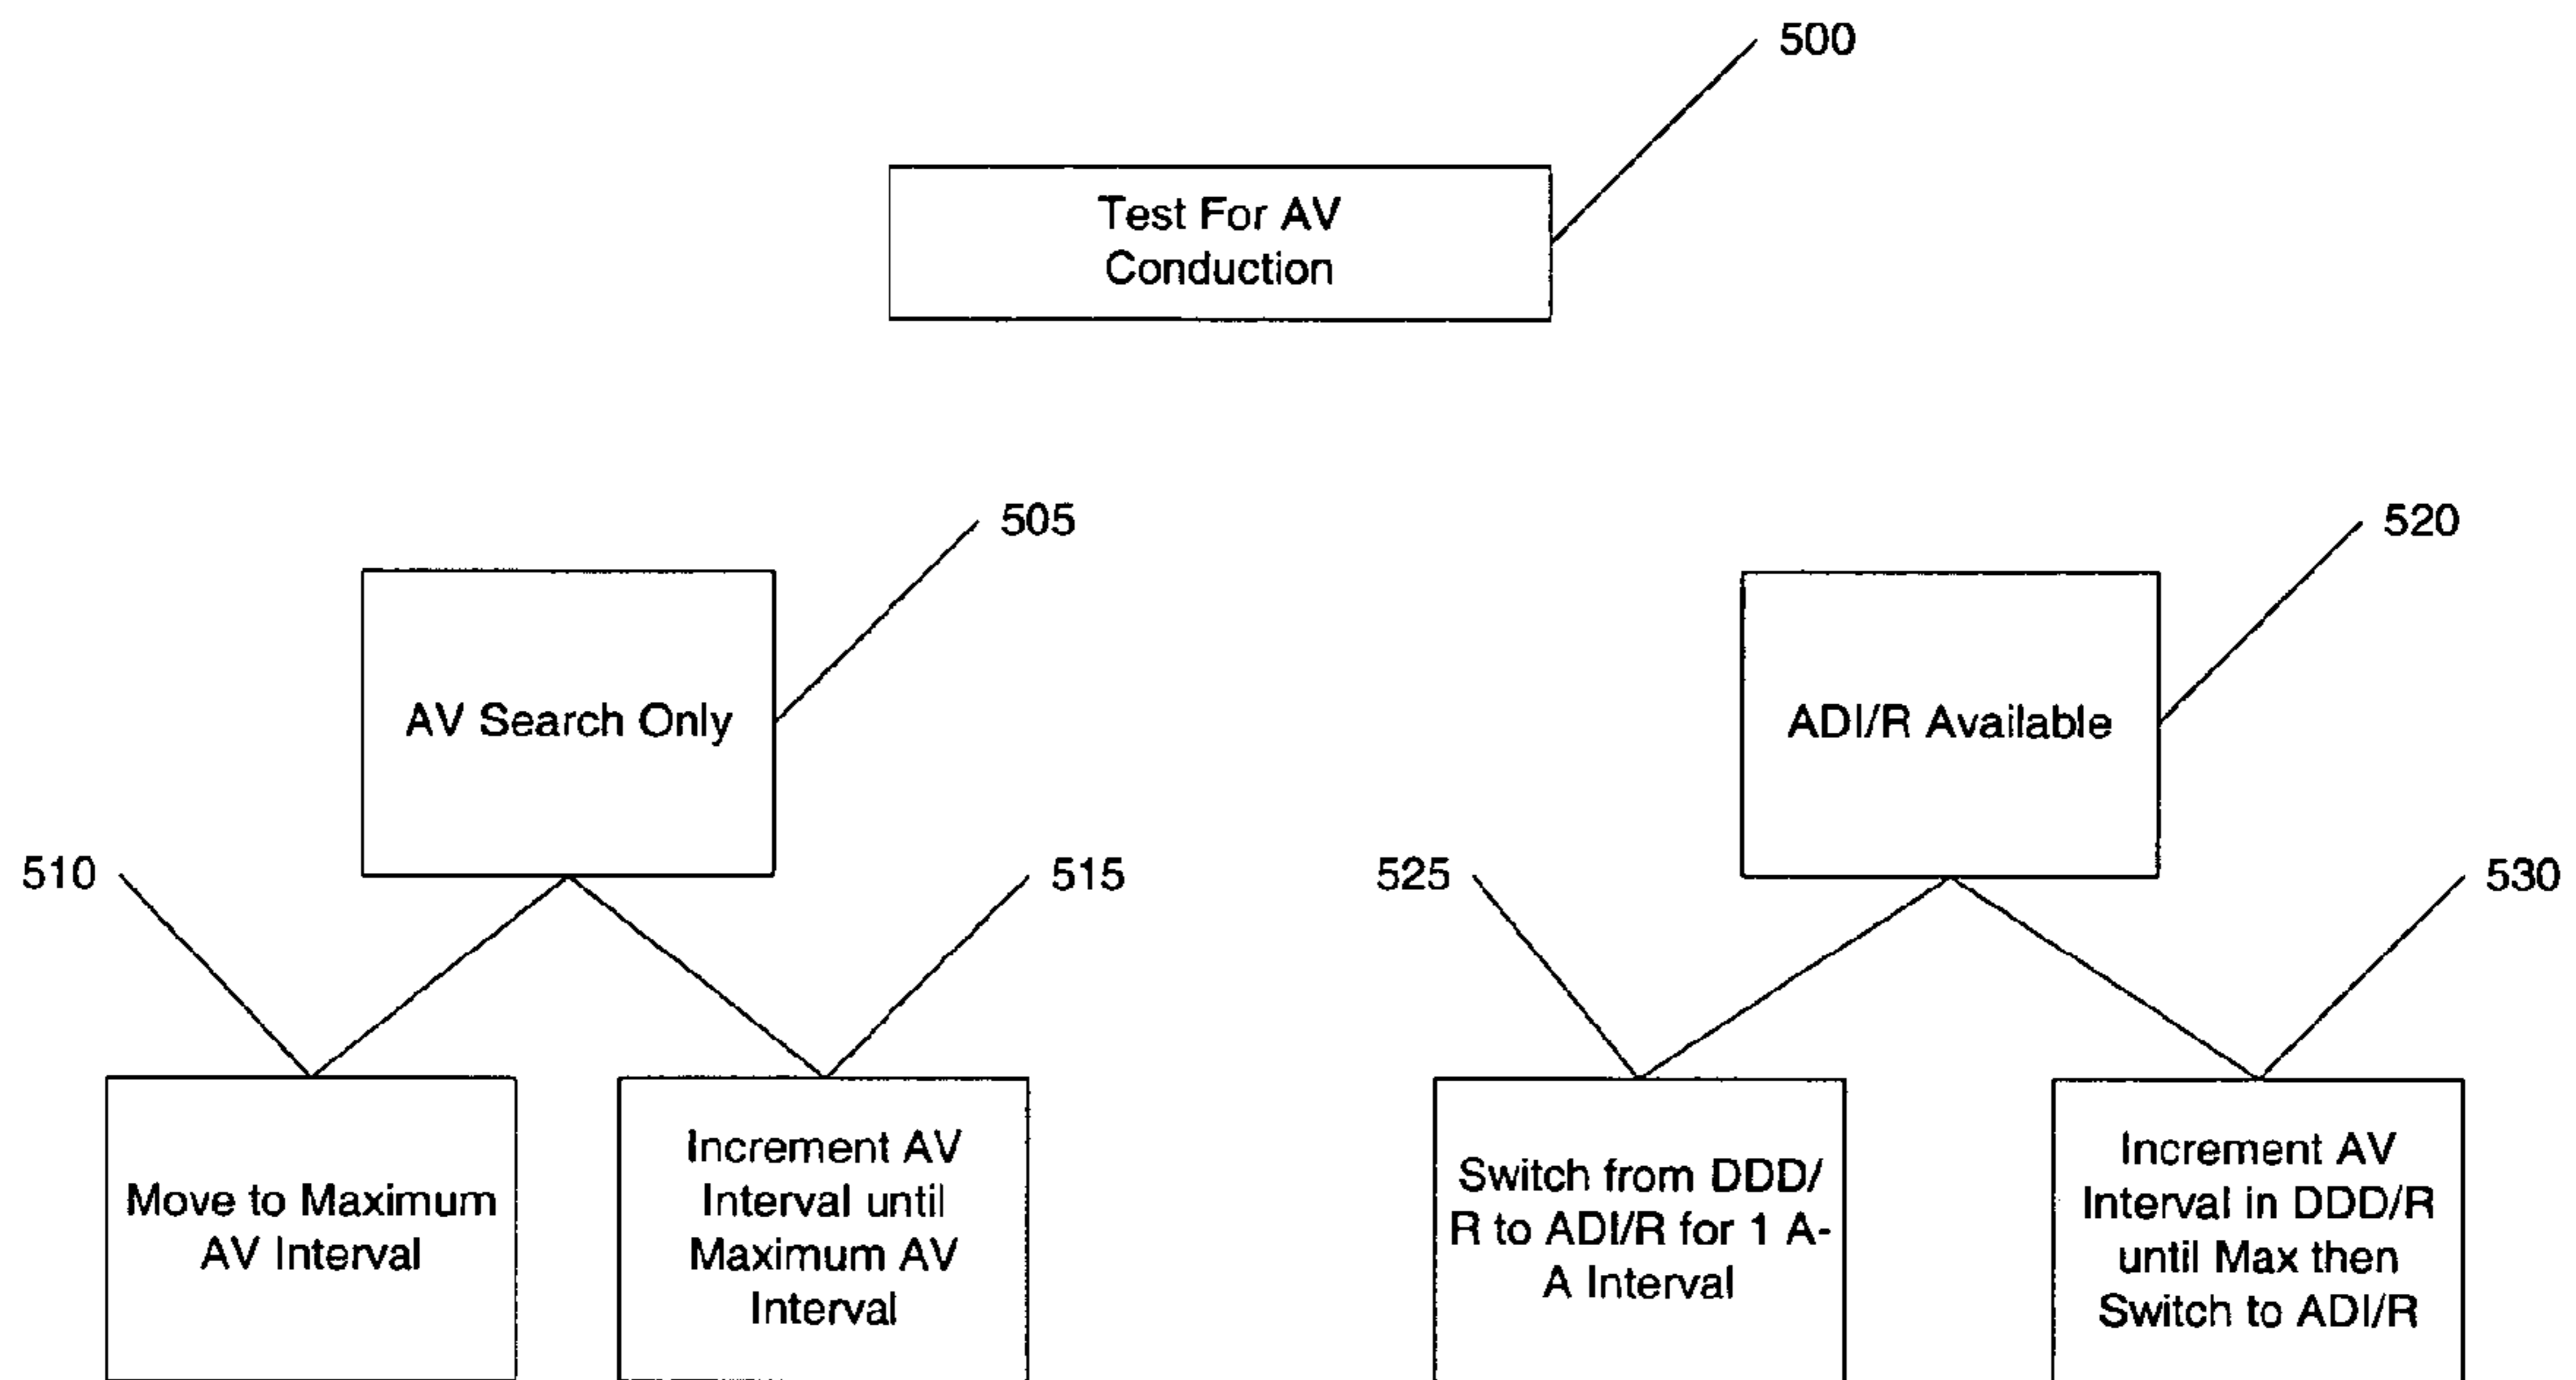 500
Test For AV
Conduction
505
520
AV Search Only
ADI/R Available
510
515
525
530
Move to Maximum
AV Interval
Increment AV
Interval until
Maximum AV
Interval
Switch from DDD/
R to ADI/R for 1 A-
A Interval
Increment AV
Interval in DDD/R
until Max then
Switch to ADI/R